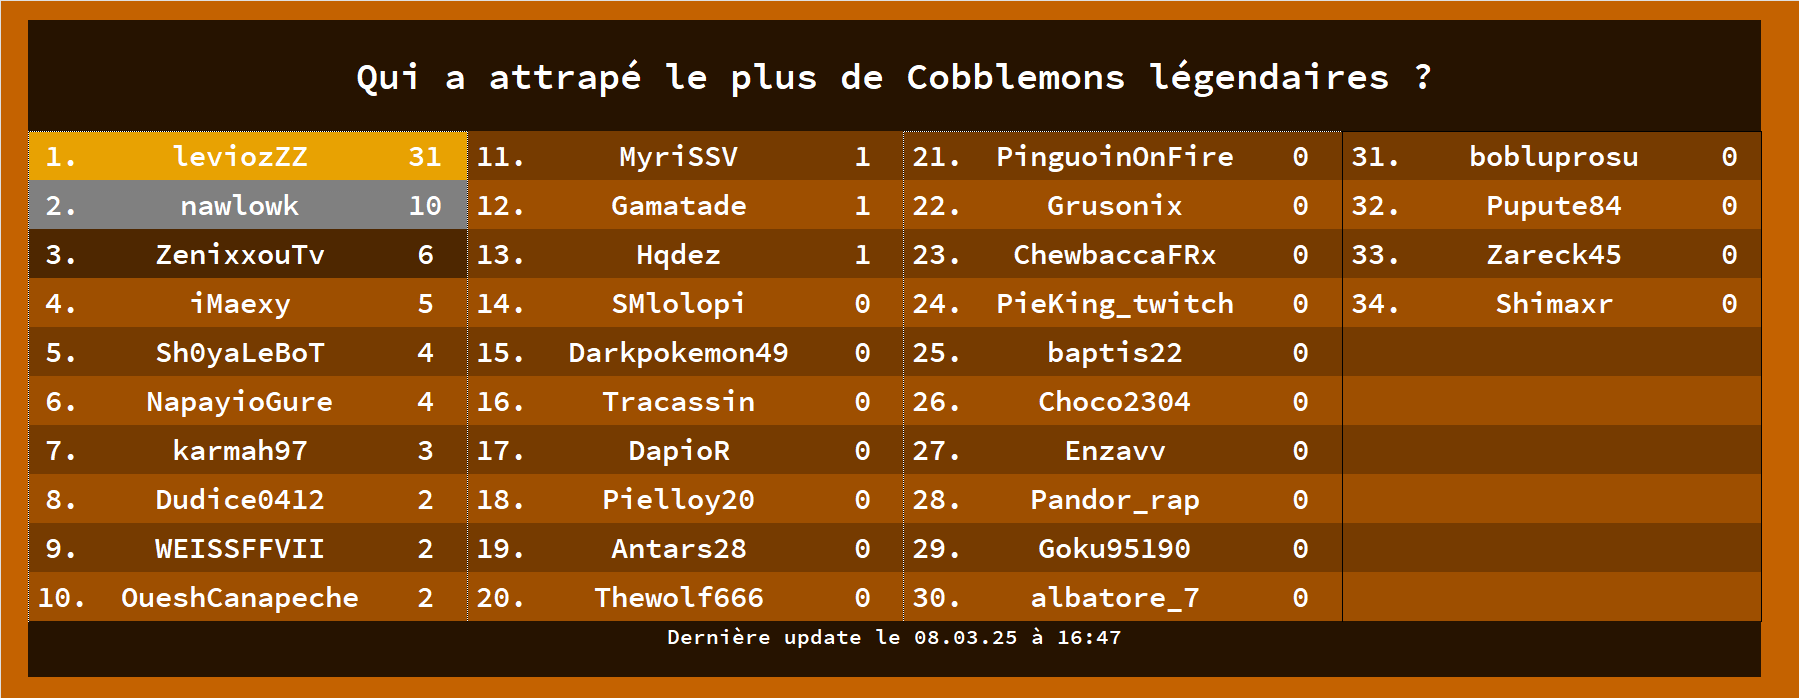 Qui a attrapé le plus de Cobblemons légendaires ?
1. leviozZZ 31
2. nawlowk 10
3. ZenixxouTv 6
4. iMaexy 5
5. Sh0yaLeBoT 4
6. NapayioGure 4
7. karmah97 3
8. Dudice0412 2
9. WEISSFFVII 2
10. OueshCanapeche 2
11. MyriSSV 1
12. Gamatade 1
13. Hqdez 1
14. SMlolopi 0
15. Darkpokemon49 0
16. Tracassin 0
17. DapioR 0
18. Pielloy20 0
19. Antars28 0
20. Thewolf666 0
21. PinguoinOnFire 0
22. Grusonix 0
23. ChewbaccaFRx 0
24. PieKing_twitch 0
25. baptis22 0
26. Choco2304 0
27. Enzavv 0
28. Pandor_rap 0
29. Goku95190 0
30. albatore_7 0
31. bobluprosu 0
32. Pupute84 0
33. Zareck45 0
34. Shimaxr 0
Dernière update le 08.03.25 à 16:47